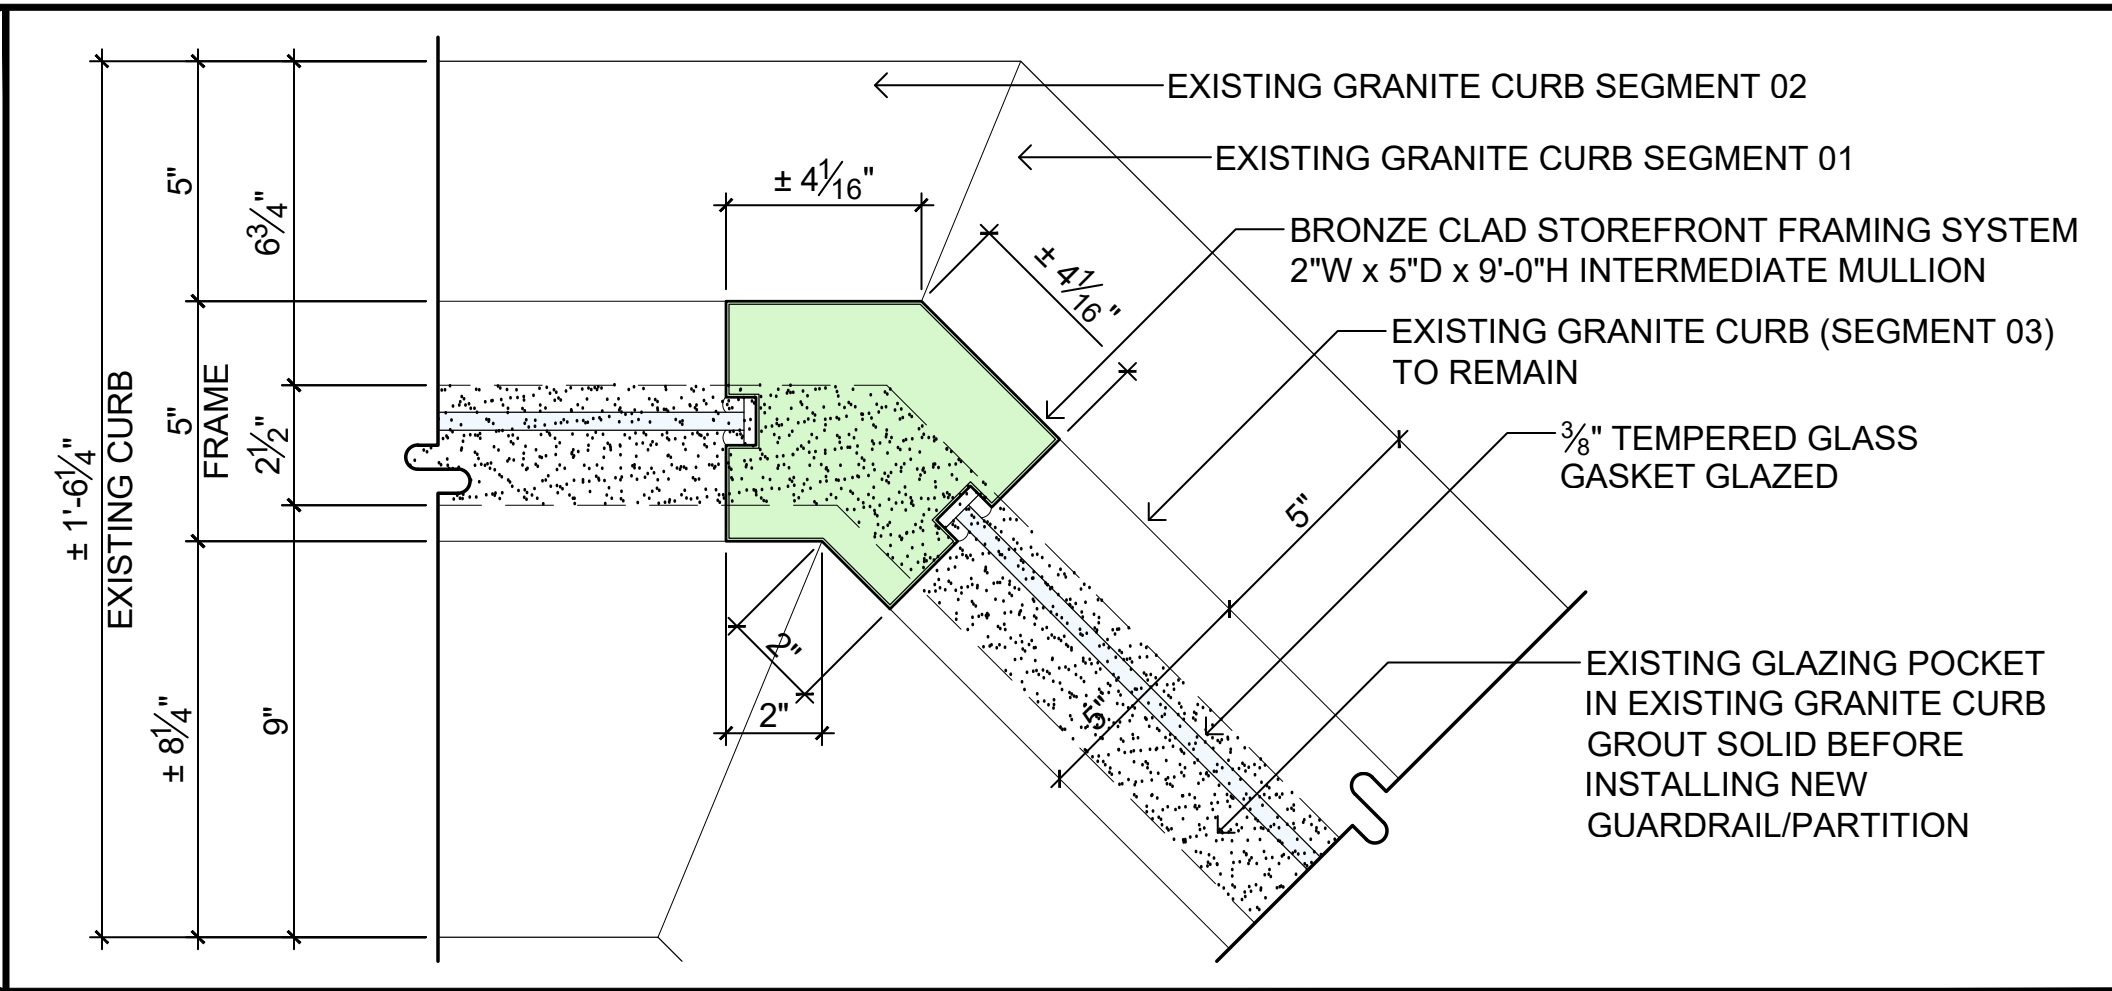 EXISTING GRANITE CURB SEGMENT 02
EXISTING GRANITE CURB SEGMENT 01
BRONZE CLAD STOREFRONT FRAMING SYSTEM
2"W x 5"D x 9'-0"H INTERMEDIATE MULLION
EXISTING GRANITE CURB (SEGMENT 03)
TO REMAIN
3/8" TEMPERED GLASS
GASKET GLAZED
EXISTING GLAZING POCKET
IN EXISTING GRANITE CURB
GROUT SOLID BEFORE
INSTALLING NEW
GUARDRAIL/PARTITION
± 1'-6 1/4"
EXISTING CURB
5"
5"
FRAME
± 8 1/4"
6 3/4"
2 1/2"
9"
± 4 1/16"
± 4 1/16"
2"
2"
5"
5"